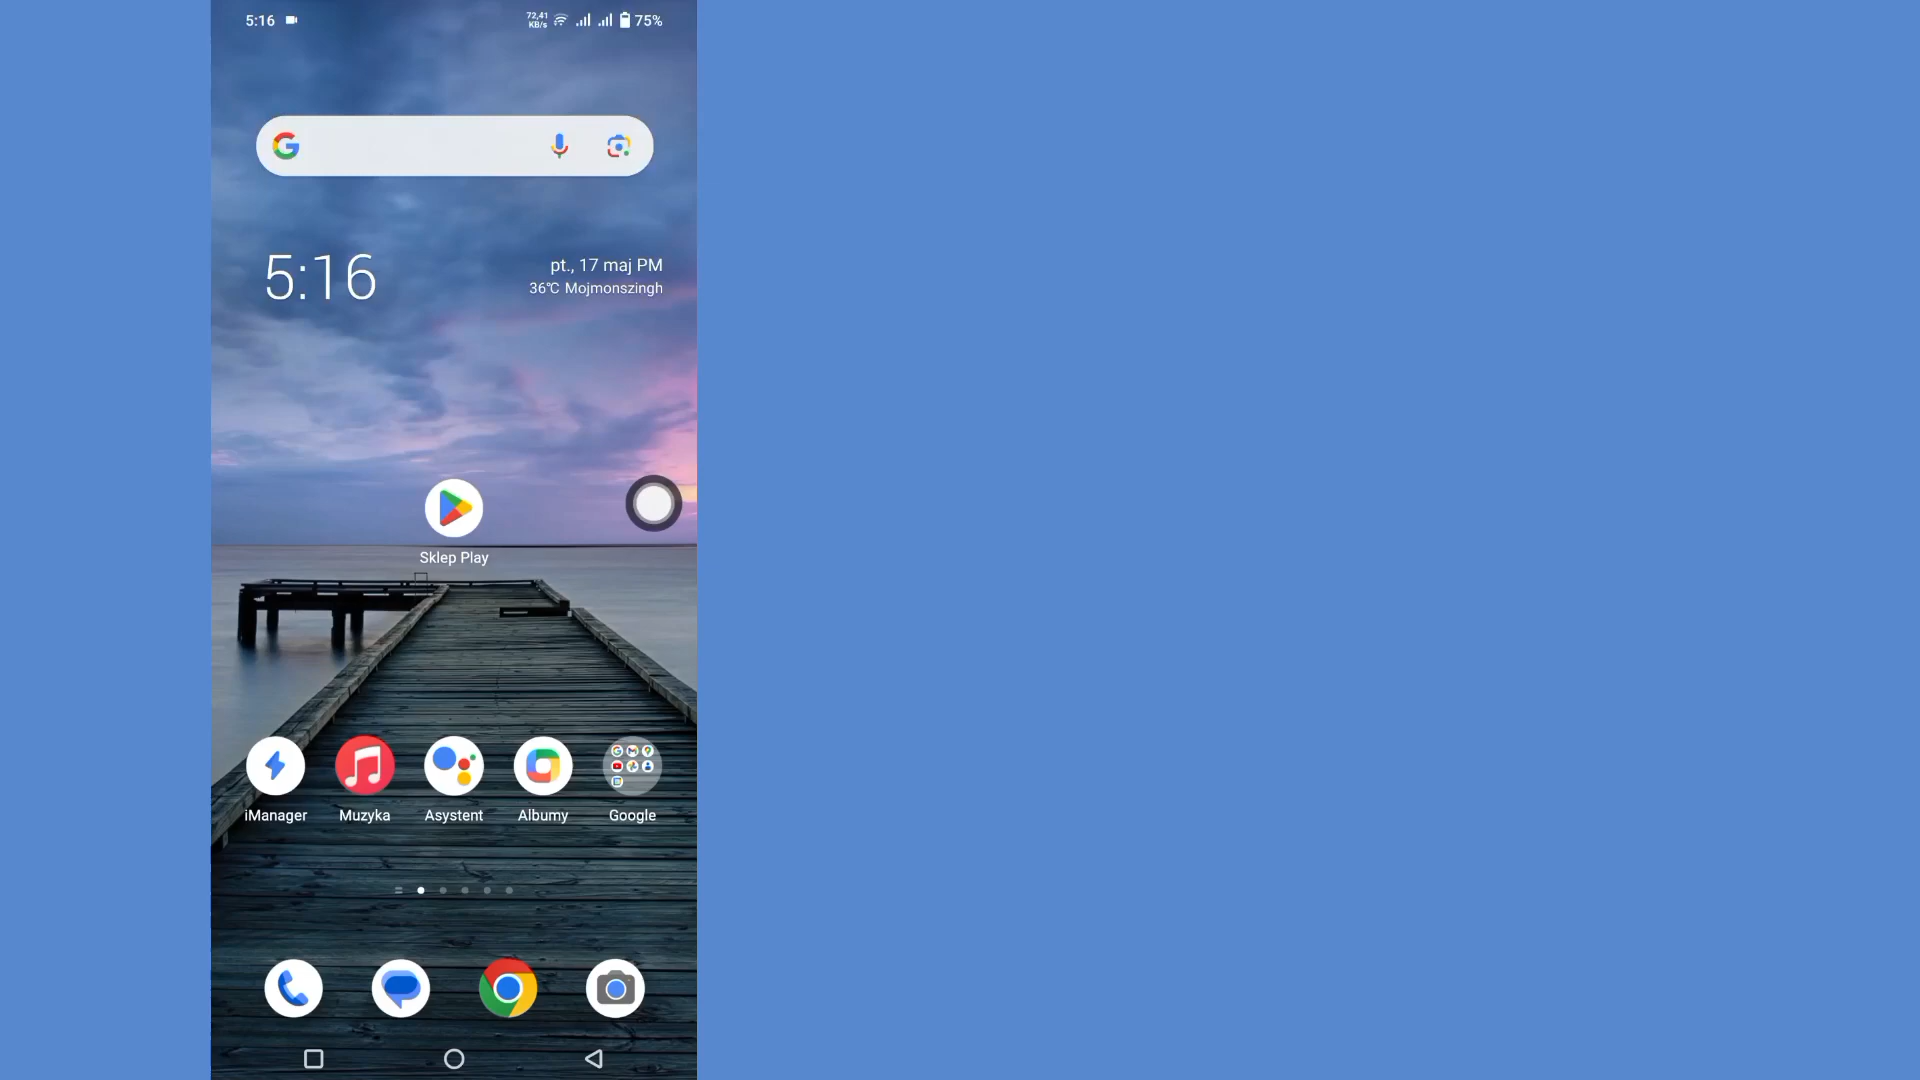 5:16
72,41
KB/s
75%
5:16
pt., 17 maj PM
36℃ Mojmonszingh
Sklep Play
iManager
Muzyka
Asystent
Albumy
Google